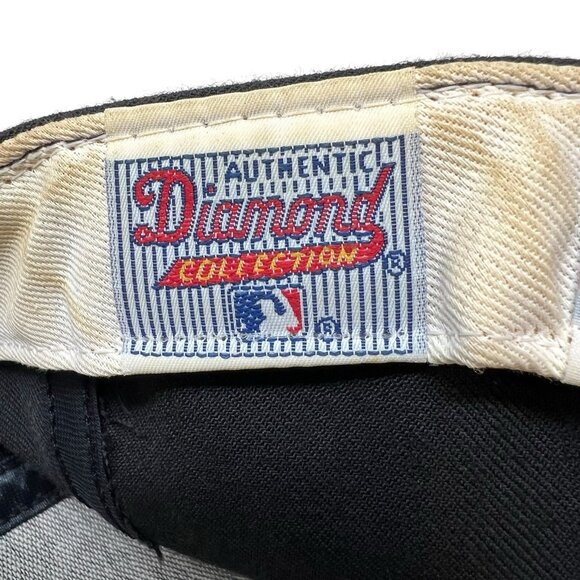 AUTHENTIC
Diamond
COLLECTION ®
®